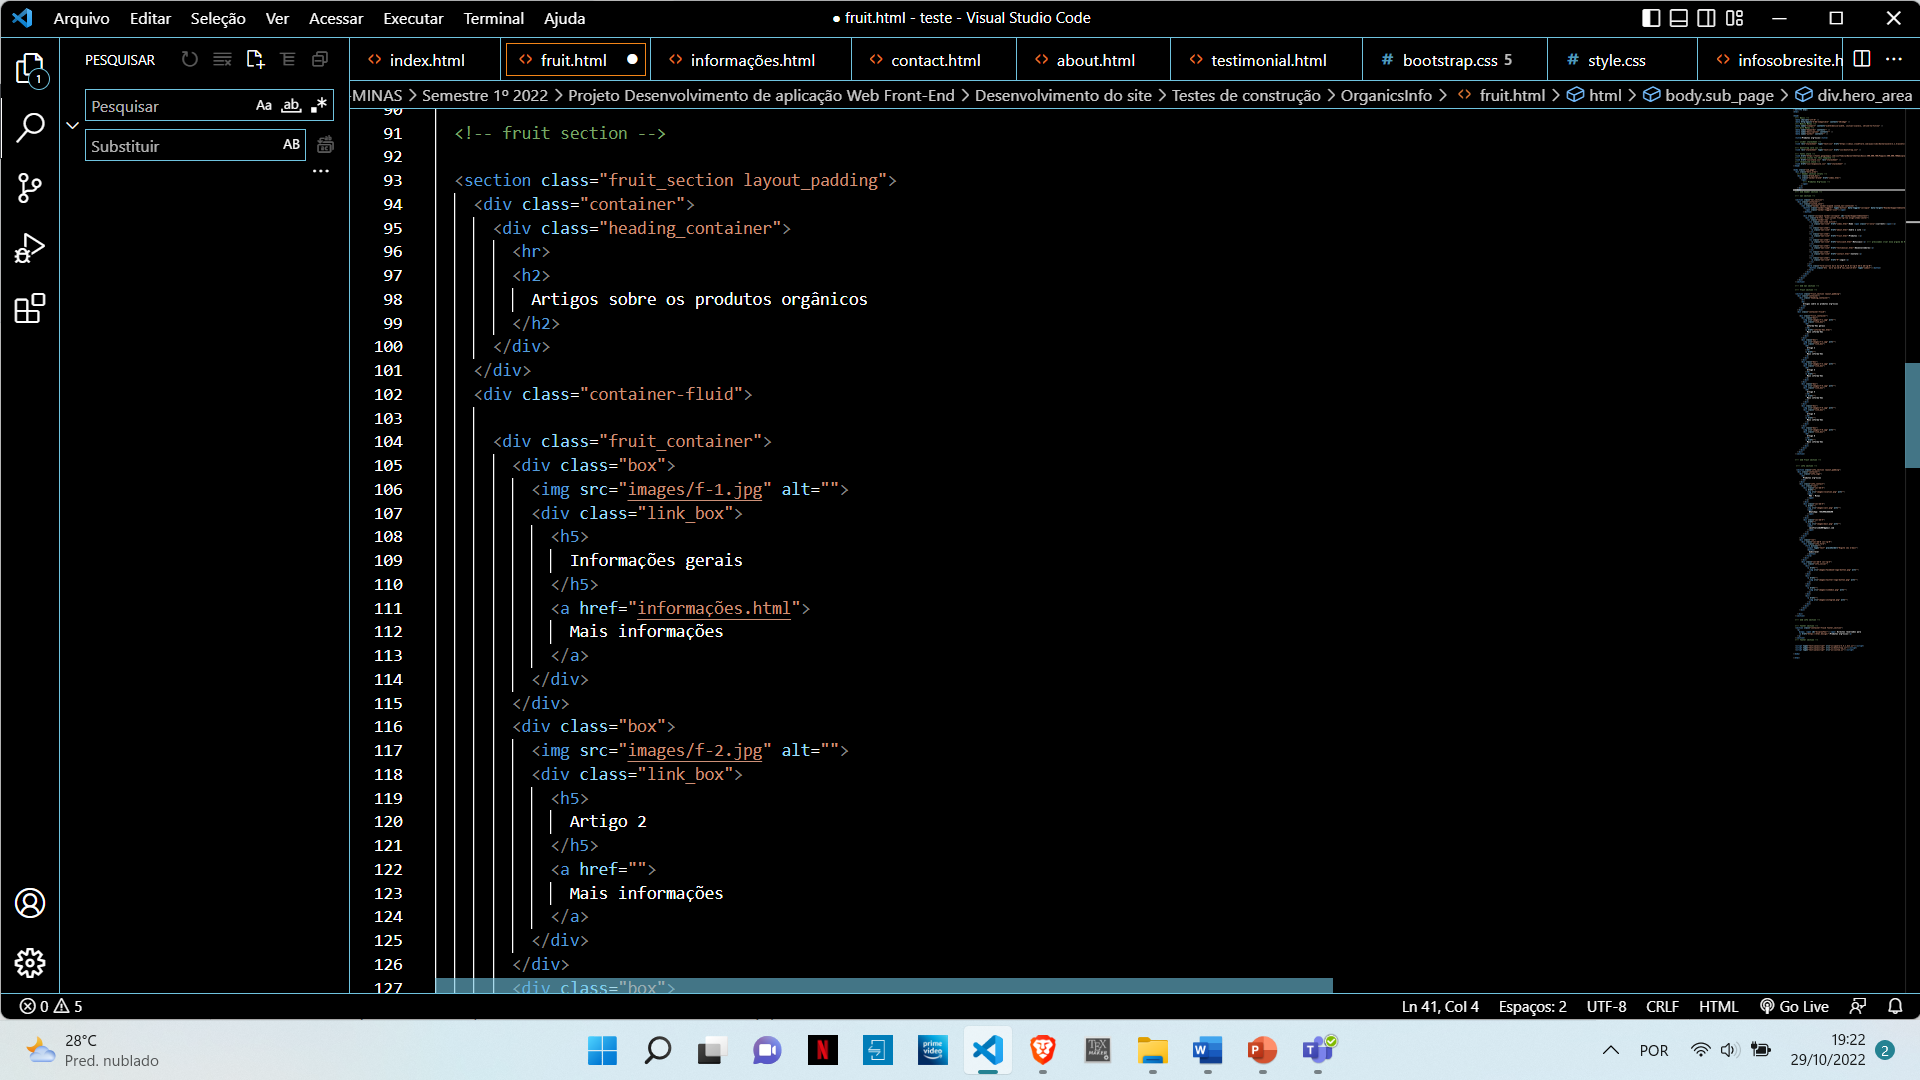 Arquivo Editar Seleção Ver Acessar Executar Terminal Ajuda
● fruit.html - teste - Visual Studio Code
PESQUISAR
index.html
fruit.html
informações.html
contact.html
about.html
testimonial.html
# bootstrap.css 5
# style.css
infosobresite.h
1
Pesquisar Aa ab .*
Substituir AB
...
-MINAS > Semestre 1º 2022 > Projeto Desenvolvimento de aplicação Web Front-End > Desenvolvimento do site > Testes de construção > OrganicsInfo > fruit.html > html > body.sub_page > div.hero_area
90
91 <!-- fruit section -->
92
93 <section class="fruit_section layout_padding">
94 <div class="container">
95 <div class="heading_container">
96 <hr>
97 <h2>
98 Artigos sobre os produtos orgânicos
99 </h2>
100 </div>
101 </div>
102 <div class="container-fluid">
103
104 <div class="fruit_container">
105 <div class="box">
106 <img src="images/f-1.jpg" alt="">
107 <div class="link_box">
108 <h5>
109 Informações gerais
110 </h5>
111 <a href="informações.html">
112 Mais informações
113 </a>
114 </div>
115 </div>
116 <div class="box">
117 <img src="images/f-2.jpg" alt="">
118 <div class="link_box">
119 <h5>
120 Artigo 2
121 </h5>
122 <a href="">
123 Mais informações
124 </a>
125 </div>
126 </div>
127 <div class="box">
0 5
Ln 41, Col 4 Espaços: 2 UTF-8 CRLF HTML Go Live
28°C
Pred. nublado
N
prime video
TEX MAKER
W
P
T
POR
19:22
29/10/2022
2